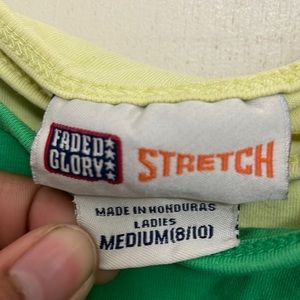 FADED
GLORY
STRETCH
MADE IN HONDURAS
LADIES
MEDIUM(8/10)